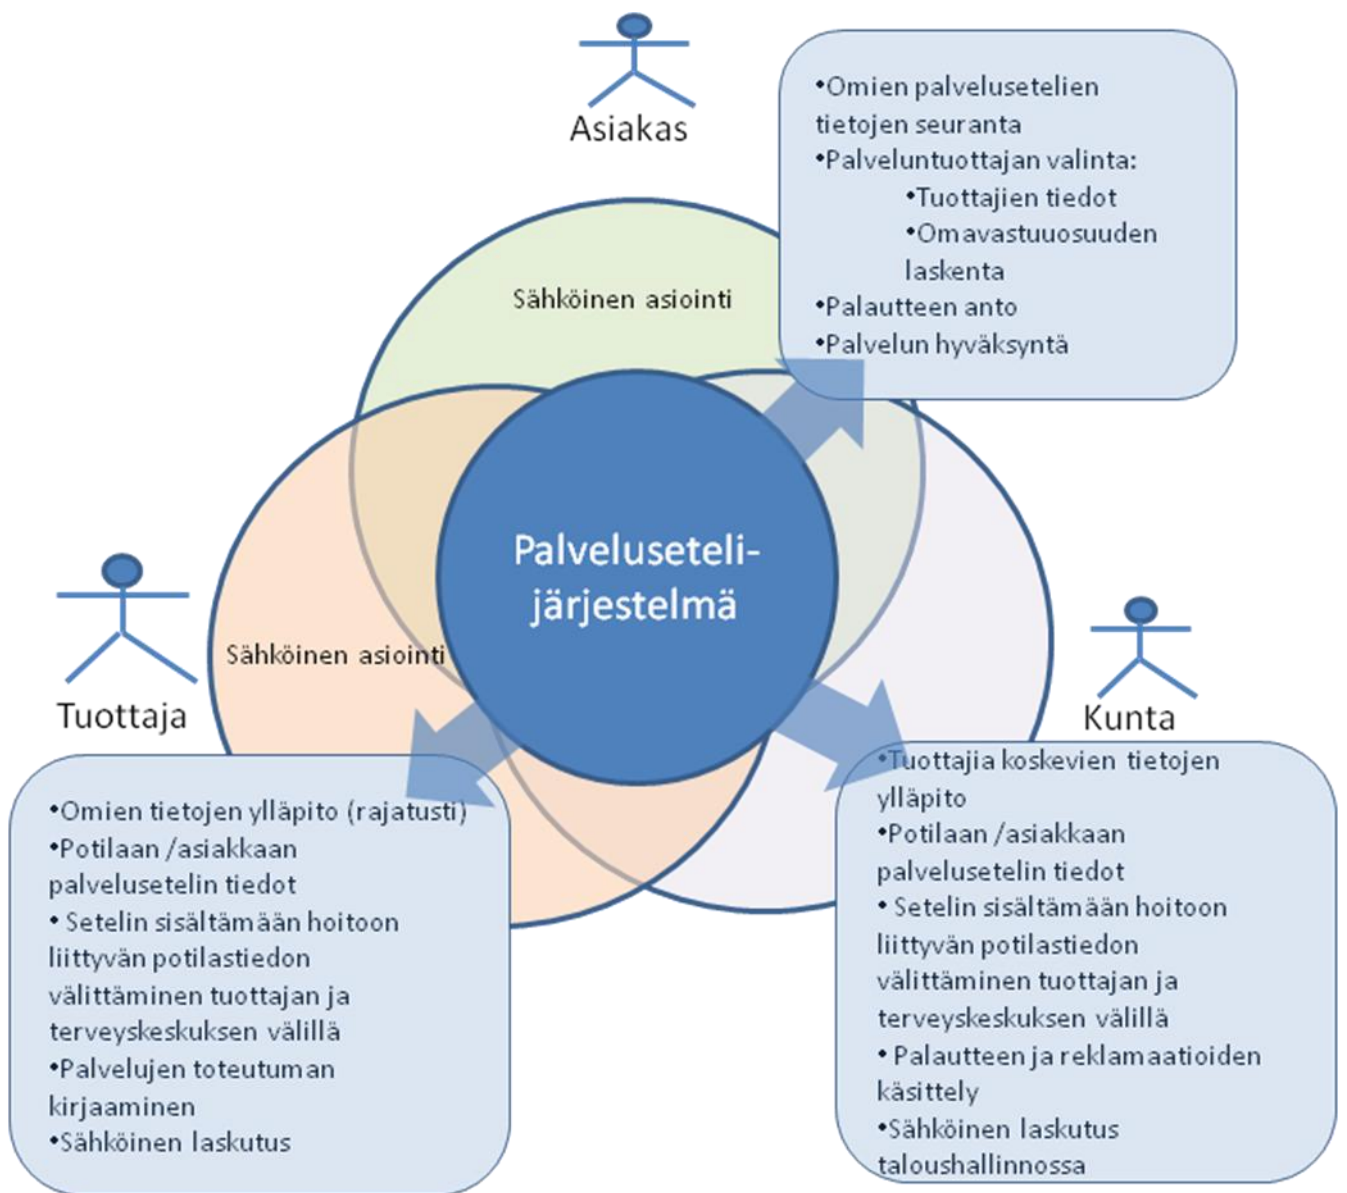 Asiakas
•Omien palvelusetelien
tietojen seuranta
•Palveluntuottajan valinta:
•Tuottajien tiedot
•Omavastuuosuuden
laskenta
•Palautteen anto
•Palvelun hyväksyntä
Sähköinen asiointi
Palveluseteli-
järjestelmä
Sähköinen asiointi
Tuottaja
•Omien tietojen ylläpito (rajatusti)
•Potilaan /asiakkaan
palvelusetelin tiedot
• Setelin sisältämään hoitoon
liittyvän potilastiedon
välittäminen tuottajan ja
terveyskeskuksen välillä
•Palvelujen toteutuman
kirjaaminen
•Sähköinen laskutus
Kunta
•Tuottajia koskevien tietojen
ylläpito
•Potilaan /asiakkaan
palvelusetelin tiedot
• Setelin sisältämään hoitoon
liittyvän potilastiedon
välittäminen tuottajan ja
terveyskeskuksen välillä
• Palautteen ja reklamaatioiden
käsittely
•Sähköinen laskutus
taloushallinnossa